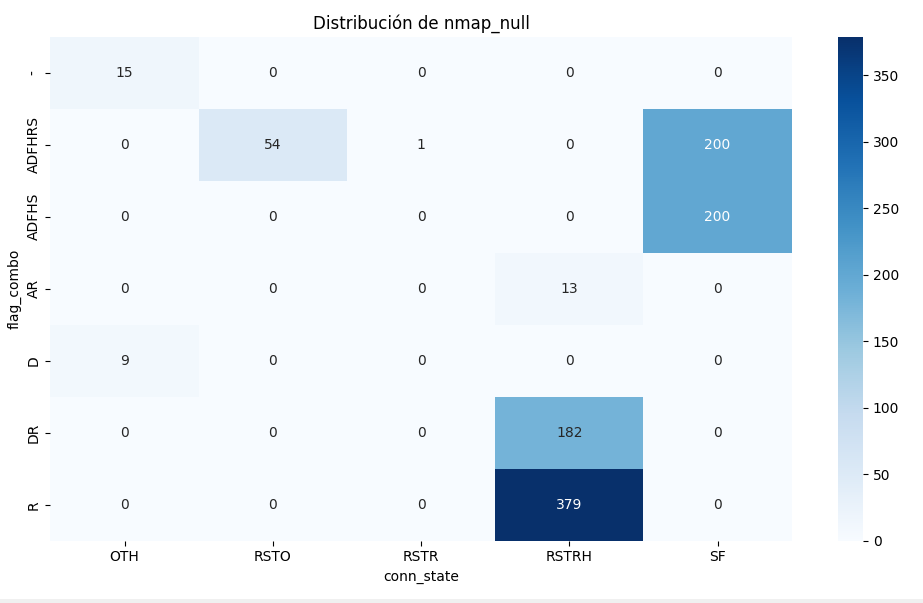 Distribución de nmap_null
flag_combo
- 15 0 0 0 0
ADFHRS 0 54 1 0 200
ADFHS 0 0 0 0 200
AR 0 0 0 13 0
D 9 0 0 0 0
DR 0 0 0 182 0
R 0 0 0 379 0
OTH RSTO RSTR RSTRH SF
conn_state
350
300
250
200
150
100
50
0